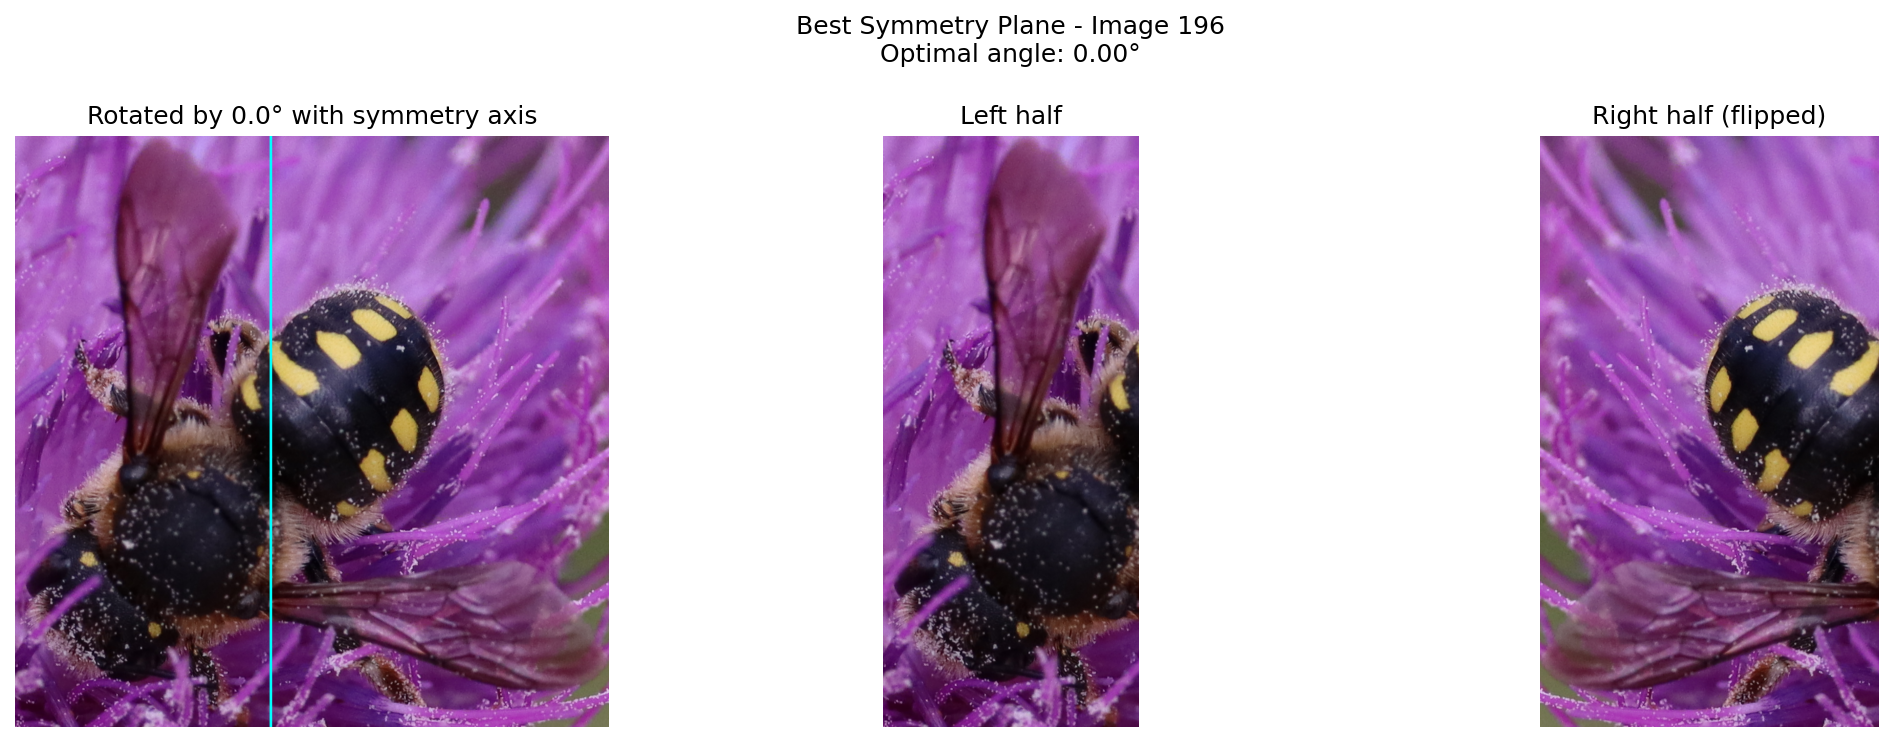 Best Symmetry Plane - Image 196
Optimal angle: 0.00°
Rotated by 0.0° with symmetry axis
Left half
Right half (flipped)